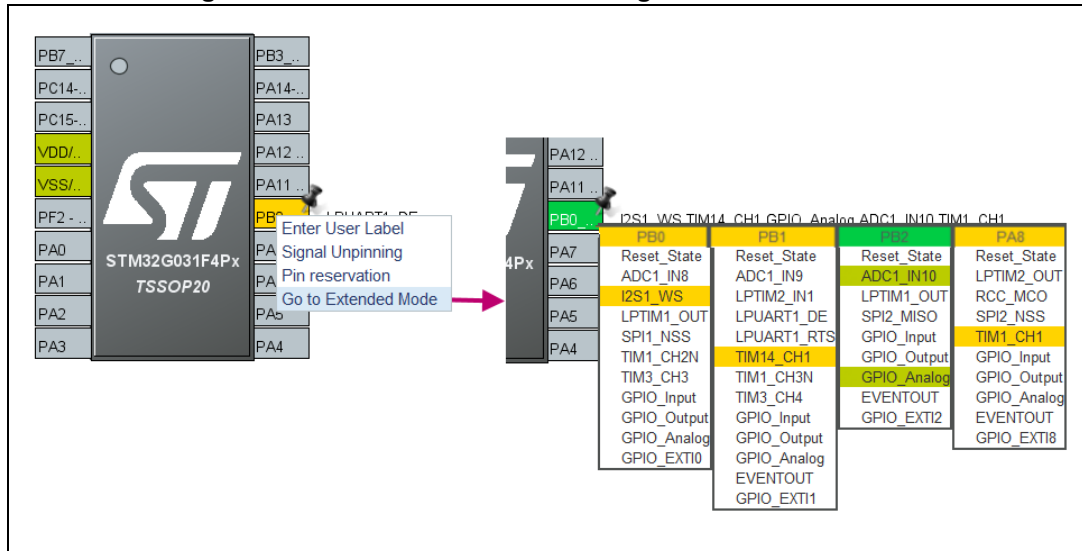 PB7_..
PC14-..
PC15-..
VDD/..
VSS/..
PF2 - ..
PA0
PA1
PA2
PA3
STM32G031F4Px
TSSOP20
PB3_..
PA14-..
PA13
PA12 ..
PA11 ..
PB0
LPUART1_DE
PA
PA
PA5
PA4
Enter User Label
Signal Unpinning
Pin reservation
Go to Extended Mode
4Px
PA12 ..
PA11 ..
PB0_..
PA7
PA6
PA5
PA4
I2S1_WS TIM14_CH1 GPIO_Analog ADC1_IN10 TIM1_CH1
PB0
Reset_State
ADC1_IN8
I2S1_WS
LPTIM1_OUT
SPI1_NSS
TIM1_CH2N
TIM3_CH3
GPIO_Input
GPIO_Output
GPIO_Analog
GPIO_EXTI0
PB1
Reset_State
ADC1_IN9
LPTIM2_IN1
LPUART1_DE
LPUART1_RTS
TIM14_CH1
TIM1_CH3N
TIM3_CH4
GPIO_Input
GPIO_Output
GPIO_Analog
EVENTOUT
GPIO_EXTI1
PB2
Reset_State
ADC1_IN10
LPTIM1_OUT
SPI2_MISO
GPIO_Input
GPIO_Output
GPIO_Analog
EVENTOUT
GPIO_EXTI2
PA8
Reset_State
LPTIM2_OUT
RCC_MCO
SPI2_NSS
TIM1_CH1
GPIO_Input
GPIO_Output
GPIO_Analog
EVENTOUT
GPIO_EXTI8